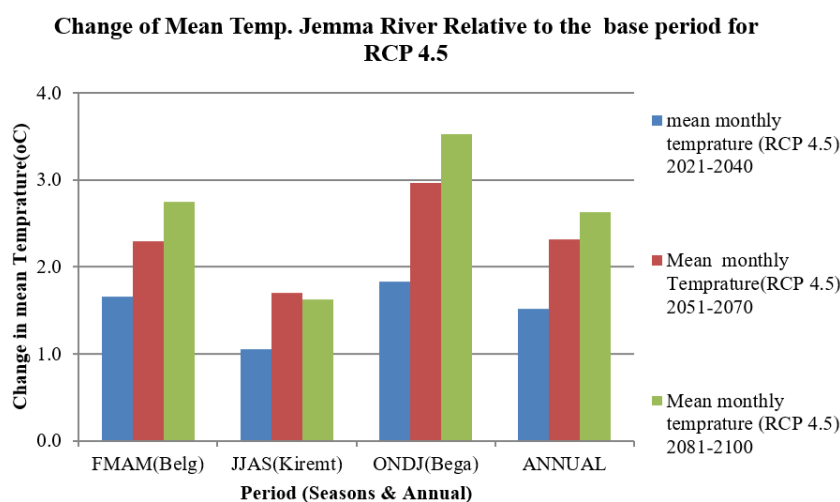 Change of Mean Temp. Jemma River Relative to the base period for
RCP 4.5
Change in mean Temprature(oC)
4.0
3.0
2.0
1.0
0.0
FMAM(Belg)
JJAS(Kiremt)
ONDJ(Bega)
ANNUAL
Period (Seasons & Annual)
mean monthly
temprature (RCP 4.5)
2021-2040
Mean monthly
Temprature(RCP 4.5)
2051-2070
Mean monthly
temprature (RCP 4.5)
2081-2100